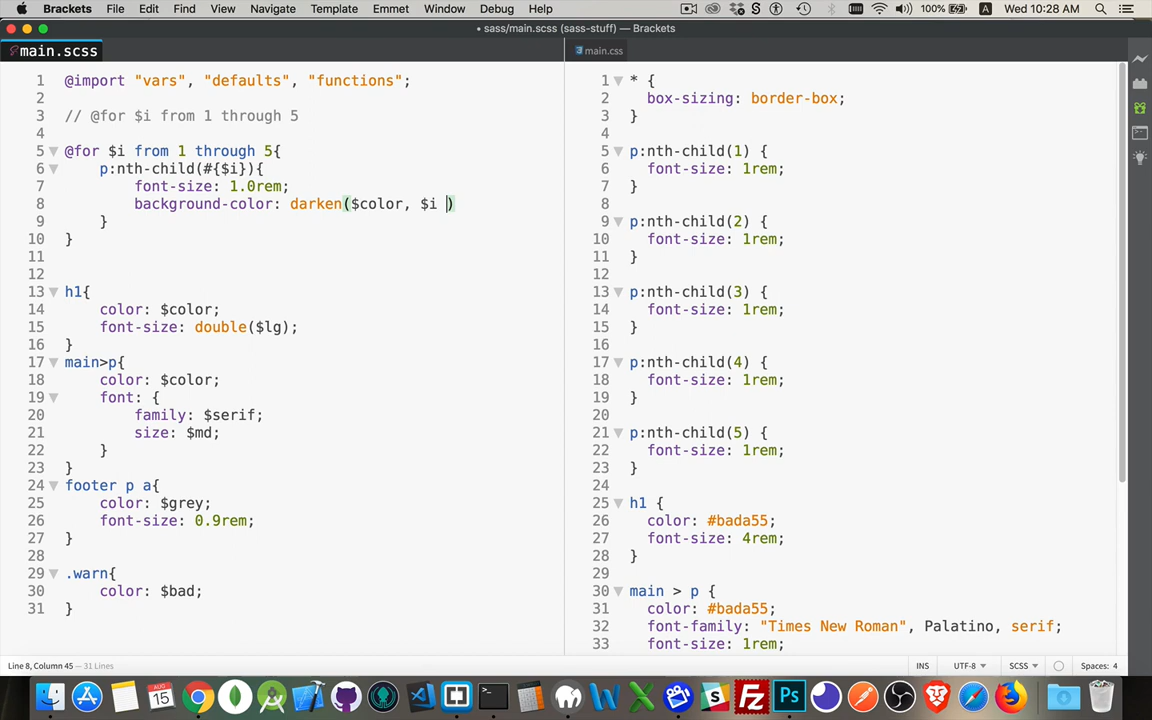 Brackets File Edit Find View Navigate Template Emmet Window Debug Help 100% A Wed 10:28 AM
• sass/main.scss (sass-stuff) — Brackets
main.scss
main.css
1 @import "vars", "defaults", "functions";
2
3 // @for $i from 1 through 5
4
5 @for $i from 1 through 5{
6 p:nth-child(#{$i}){
7 font-size: 1.0rem;
8 background-color: darken($color, $i )
9 }
10 }
11
12
13 h1{
14 color: $color;
15 font-size: double($lg);
16 }
17 main>p{
18 color: $color;
19 font: {
20 family: $serif;
21 size: $md;
22 }
23 }
24 footer p a{
25 color: $grey;
26 font-size: 0.9rem;
27 }
28
29 .warn{
30 color: $bad;
31 }
1 * {
2 box-sizing: border-box;
3 }
4
5 p:nth-child(1) {
6 font-size: 1rem;
7 }
8
9 p:nth-child(2) {
10 font-size: 1rem;
11 }
12
13 p:nth-child(3) {
14 font-size: 1rem;
15 }
16
17 p:nth-child(4) {
18 font-size: 1rem;
19 }
20
21 p:nth-child(5) {
22 font-size: 1rem;
23 }
24
25 h1 {
26 color: #bada55;
27 font-size: 4rem;
28 }
29
30 main > p {
31 color: #bada55;
32 font-family: "Times New Roman", Palatino, serif;
33 font-size: 1rem;
Line 8, Column 45 — 31 Lines
INS UTF-8 SCSS Spaces: 4